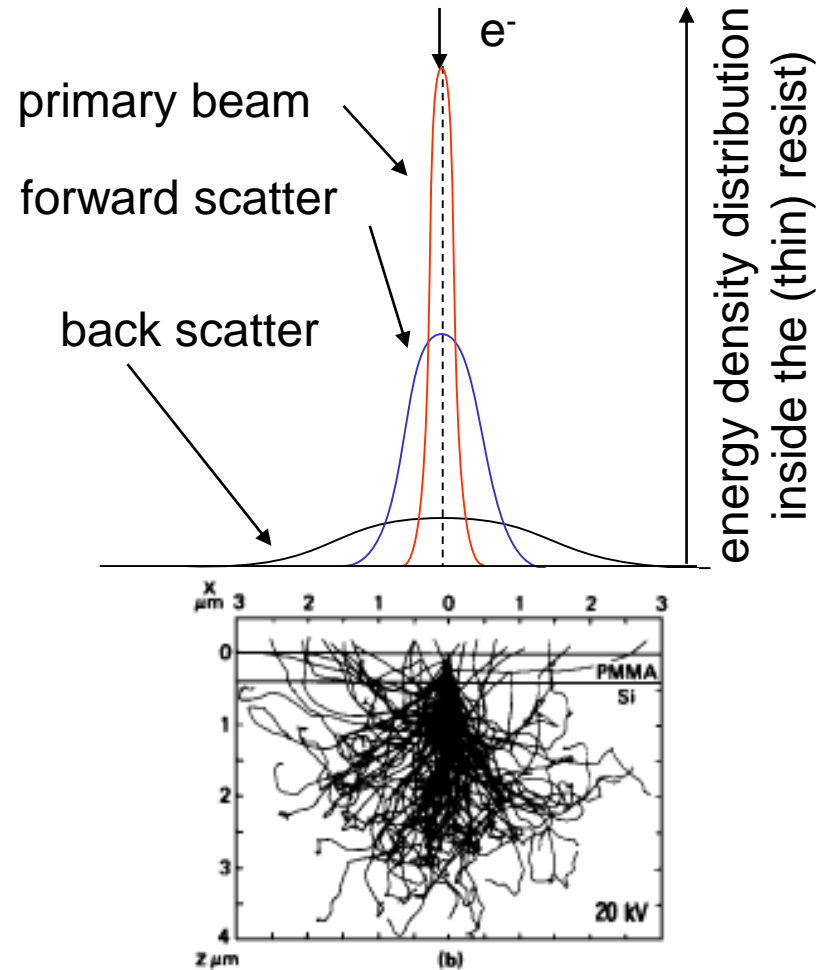 e-
primary beam
forward scatter
back scatter
energy density distribution
inside the (thin) resist)
x
μm 3 2 1 0 1 2 3
0
PMMA
Si
1
2
3
20 kV
4
z μm (b)